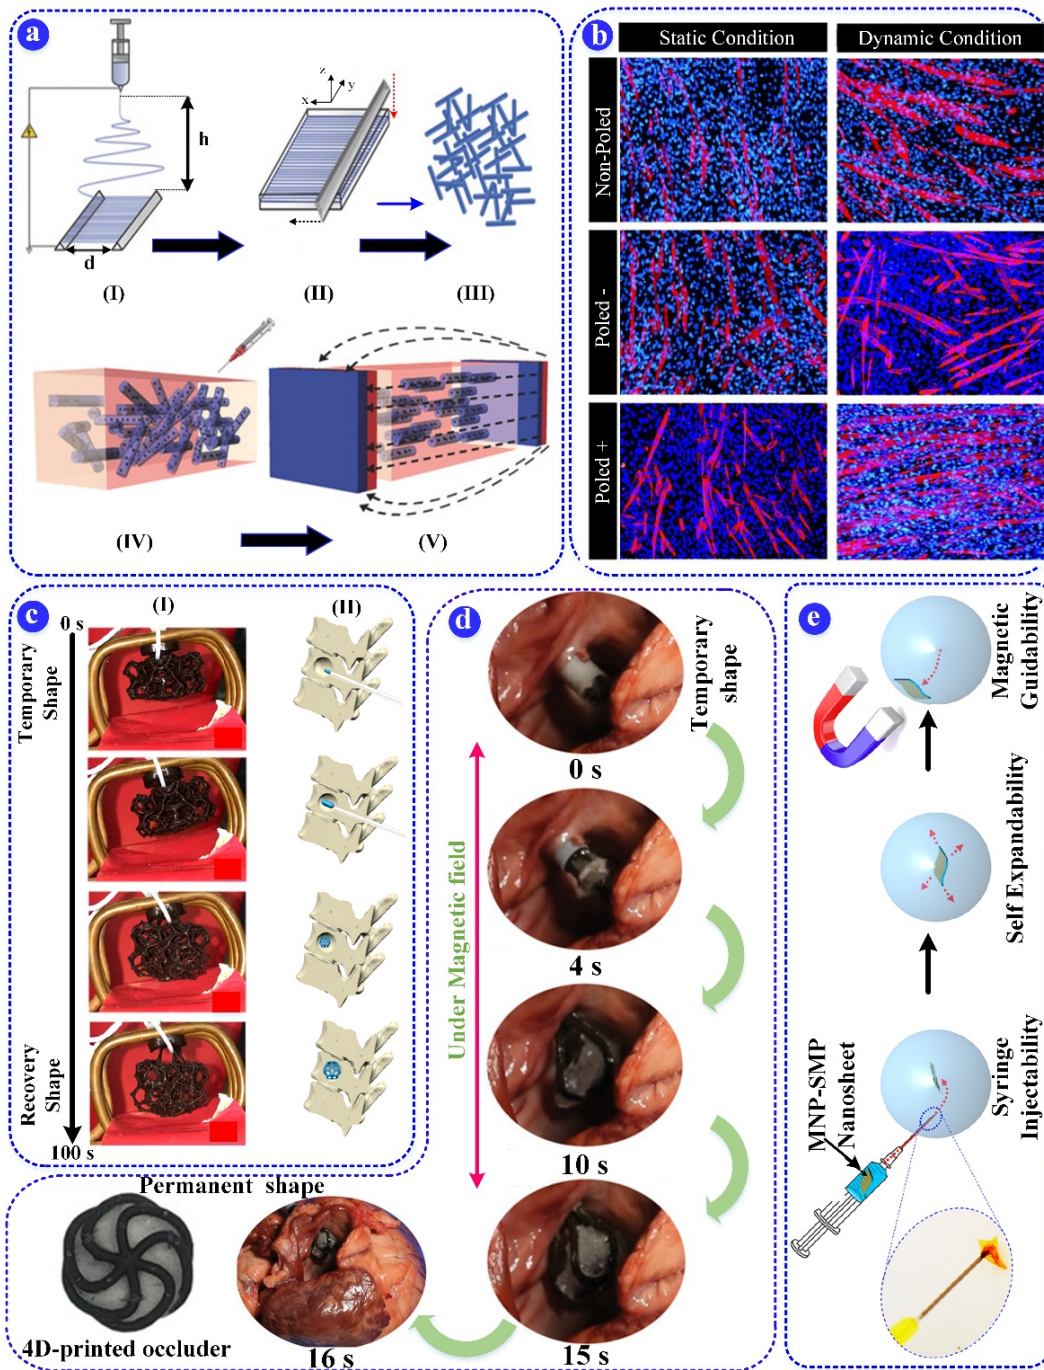 a
h
d
z
y
x
(I)
(II)
(III)
(IV)
(V)
b
Static Condition
Dynamic Condition
Non-Poled
Poled -
Poled +
c
(I)
(II)
0 s
Temporary
Shape
Recovery
Shape
100 s
d
Temporary
shape
0 s
Under Magnetic field
4 s
10 s
15 s
Permanent shape
4D-printed occluder
16 s
e
Magnetic
Guidability
Self Expandability
Syringe
Injectability
MNP-SMP
Nanosheet